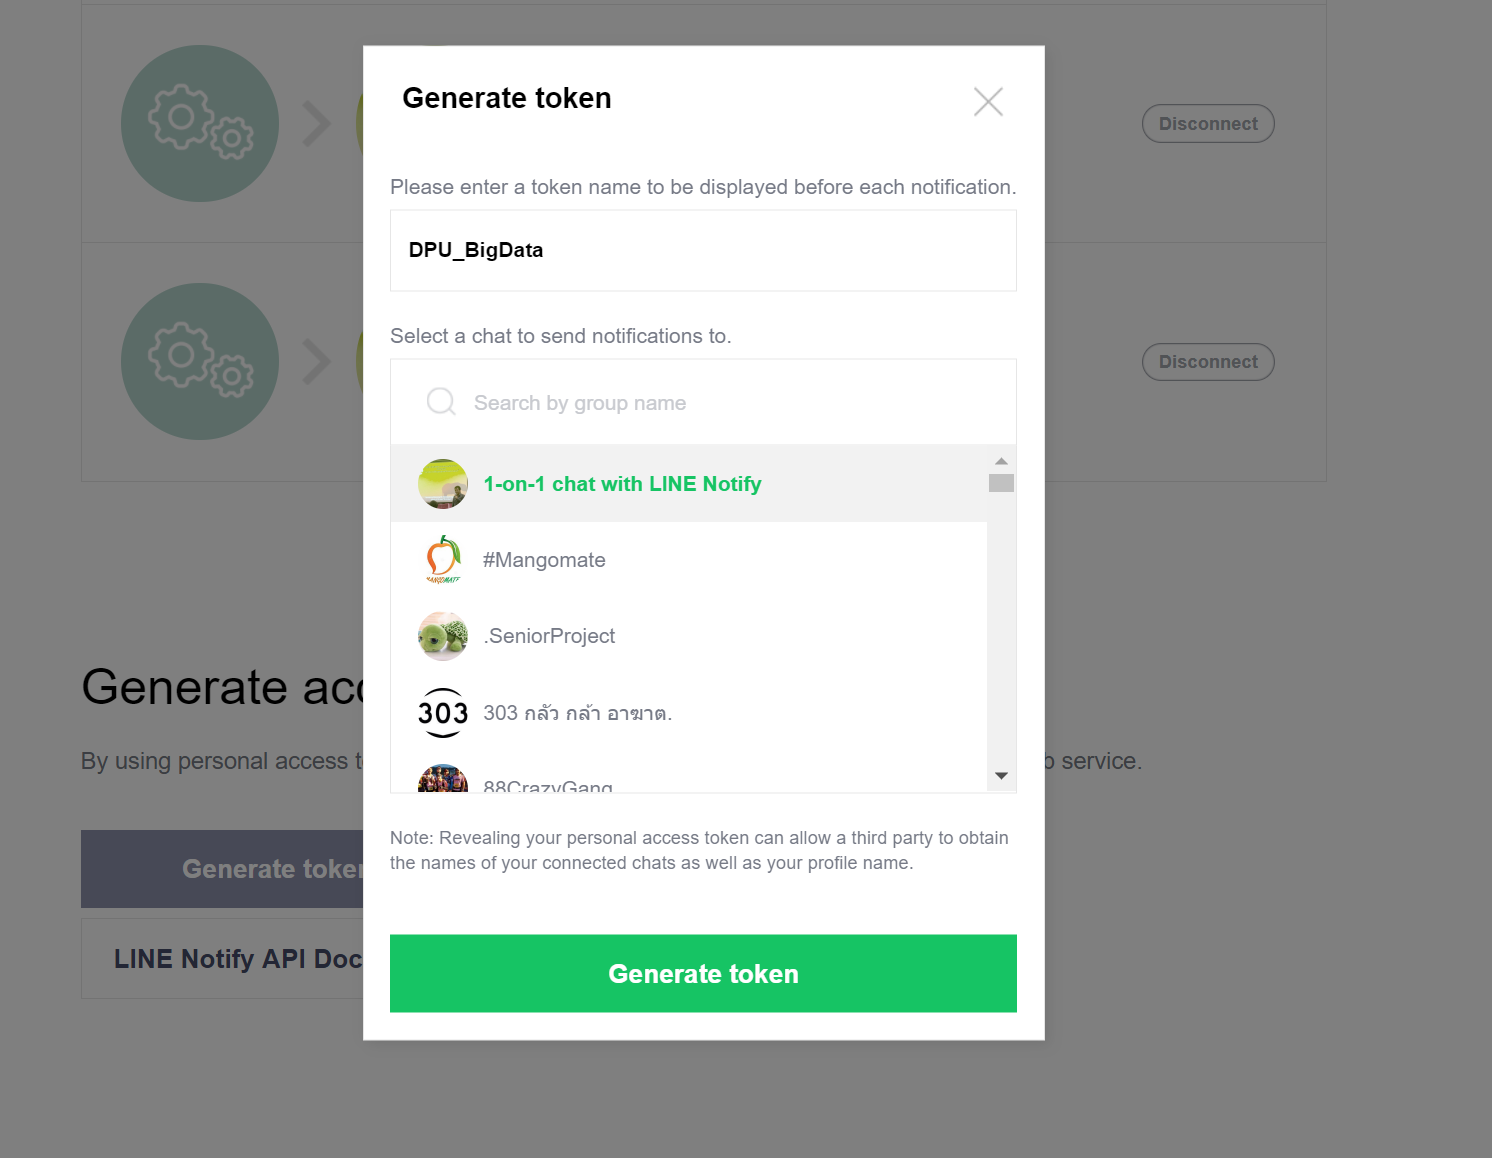 Generate token
Please enter a token name to be displayed before each notification.
DPU_BigData
Select a chat to send notifications to.
Search by group name
1-on-1 chat with LINE Notify
MANGOMATE
#Mangomate
.SeniorProject
303
303 กลัว กล้า อาฆาต.
88CrazyGang
Note: Revealing your personal access token can allow a third party to obtain
the names of your connected chats as well as your profile name.
Generate token
Disconnect
Disconnect
Generate acc
By using personal access t
b service.
Generate token
LINE Notify API Doc